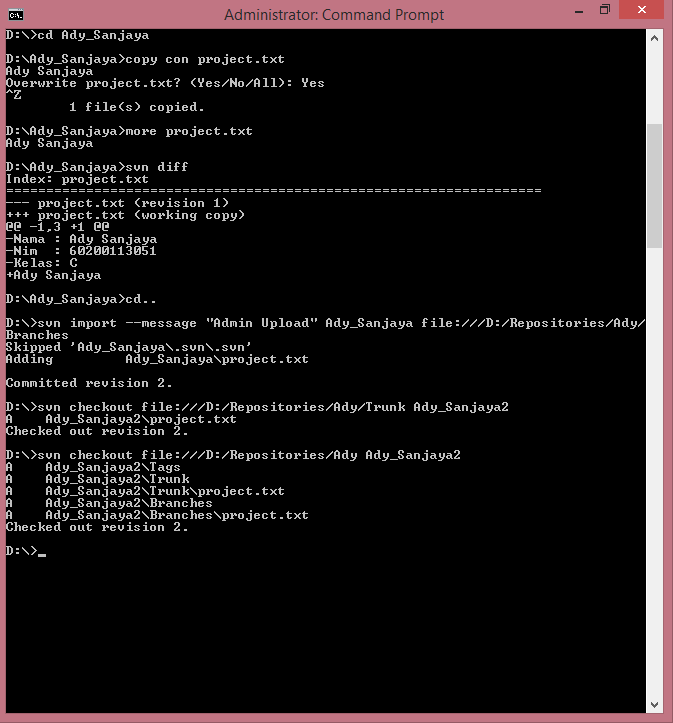 Administrator: Command Prompt
D:\>cd Ady_Sanjaya
D:\Ady_Sanjaya>copy con project.txt
Ady Sanjaya
Overwrite project.txt? (Yes/No/All): Yes
^Z
        1 file(s) copied.
D:\Ady_Sanjaya>more project.txt
Ady Sanjaya
D:\Ady_Sanjaya>svn diff
Index: project.txt
===================================================================
--- project.txt (revision 1)
+++ project.txt (working copy)
@@ -1,3 +1 @@
-Nama : Ady Sanjaya
-Nim  : 60200113051
-Kelas: C
+Ady Sanjaya
D:\Ady_Sanjaya>cd..
D:\>svn import --message "Admin Upload" Ady_Sanjaya file:///D:/Repositories/Ady/
Branches
Skipped 'Ady_Sanjaya\.svn\.svn'
Adding         Ady_Sanjaya\project.txt
Committed revision 2.
D:\>svn checkout file:///D:/Repositories/Ady/Trunk Ady_Sanjaya2
A    Ady_Sanjaya2\project.txt
Checked out revision 2.
D:\>svn checkout file:///D:/Repositories/Ady Ady_Sanjaya2
A    Ady_Sanjaya2\Tags
A    Ady_Sanjaya2\Trunk
A    Ady_Sanjaya2\Trunk\project.txt
A    Ady_Sanjaya2\Branches
A    Ady_Sanjaya2\Branches\project.txt
Checked out revision 2.
D:\>_